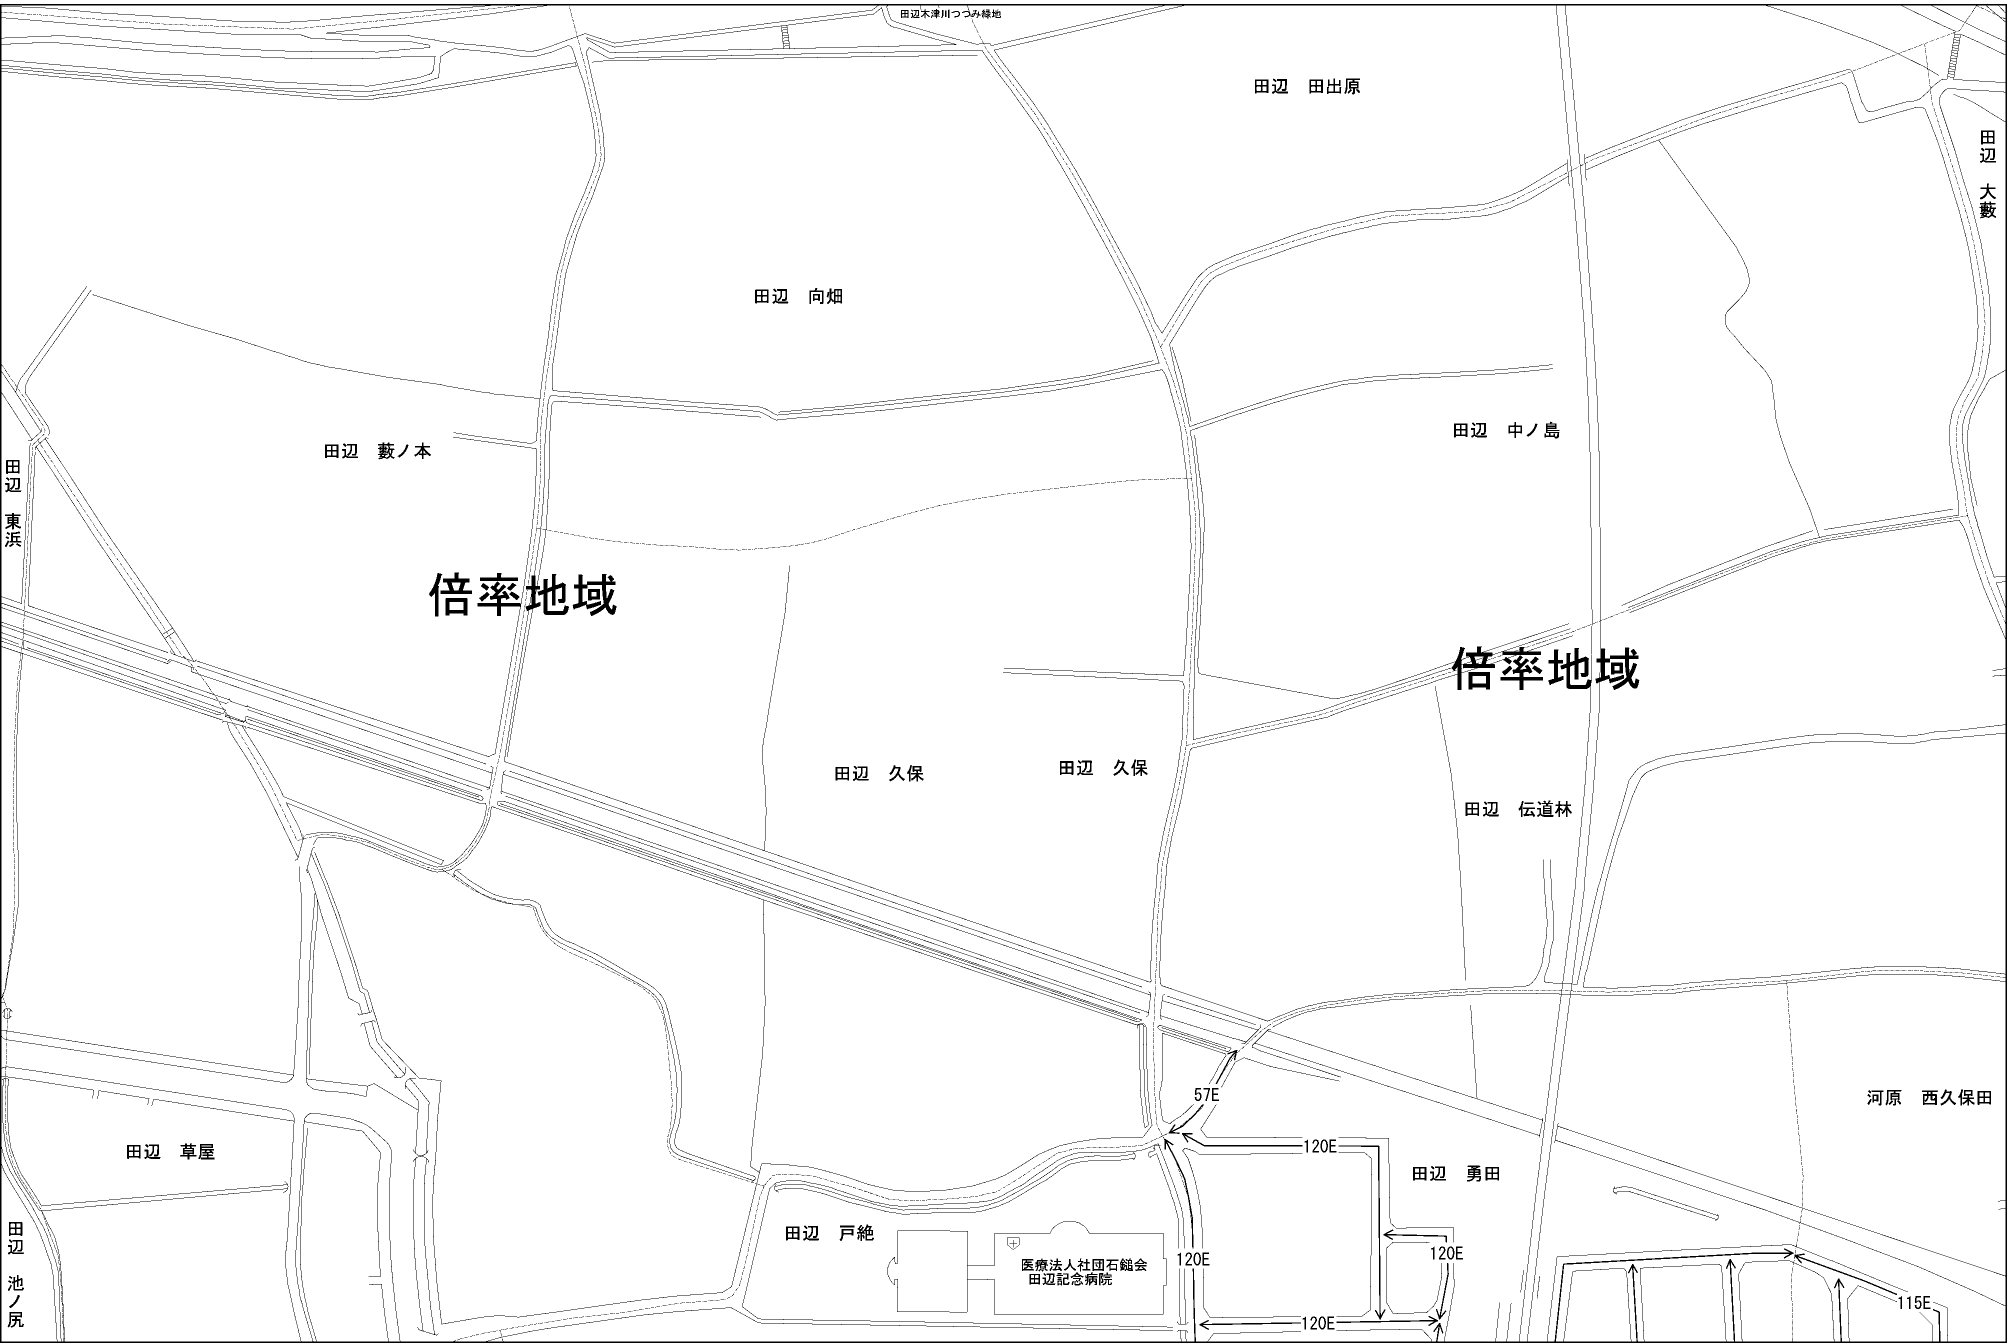 田辺木津川つつみ緑地
田辺　田出原
田辺　大藪
田辺　向畑
田辺　中ノ島
田辺　藪ノ本
田辺　東浜
倍率地域
倍率地域
田辺　久保
田辺　久保
田辺　伝道林
57E
河原　西久保田
120E
田辺　草屋
田辺　勇田
田辺　戸絶
120E
120E
医療法人社団石鎚会
田辺記念病院
田辺　池ノ尻
115E
120E